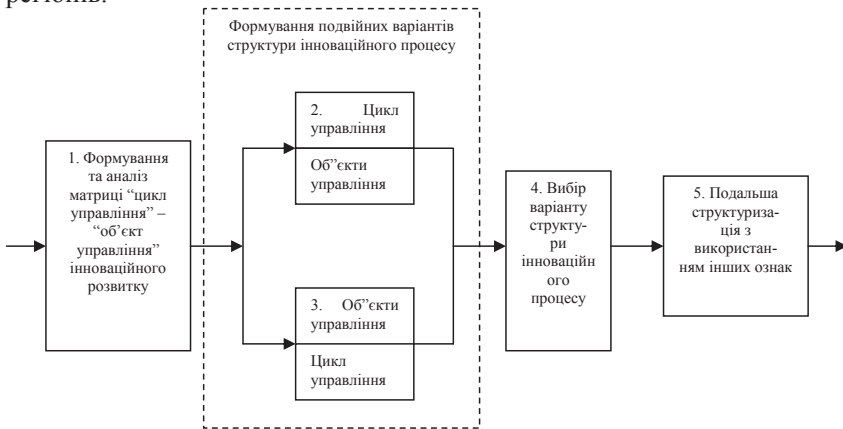 регіонів.
Формування подвійних варіантів
структури інноваційного процесу
1. Формування
та аналіз
матриці “цикл
управління” –
“об’єкт
управління”
інноваційного
розвитку
2. Цикл
управління
Об”єкти
управління
3. Об”єкти
управління
Цикл
управління
4. Вибір
варіанту
структу-
ри
інноваційн
ого
процесу
5. Подальша
структуриза-
ція з
використан-
ням інших ознак